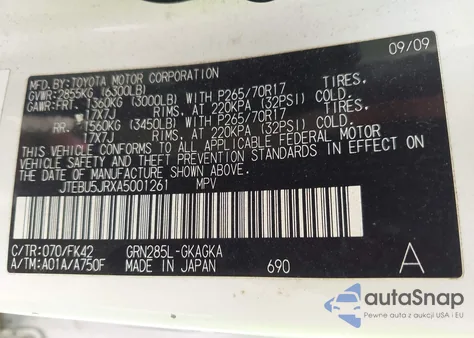 MFD.BY:TOYOTA MOTOR CORPORATION 09/09
GVWR:2855KG (6300LB)
GAWR:FRT. 1360KG (3000LB) WITH P265/70R17 TIRES.
17X7J RIMS. AT 220KPA (32PSI) COLD.
RR. 1560KG (3450LB) WITH P265/70R17 TIRES.
17X7J RIMS. AT 220KPA (32PSI) COLD.
THIS VEHICLE CONFORMS TO ALL APPLICABLE FEDERAL MOTOR
VEHICLE SAFETY AND THEFT PREVENTION STANDARDS IN EFFECT ON
THE DATE OF MANUFACTURE SHOWN ABOVE.
JTEBU5JRXA5001261 MPV
C/TR:070/FK42 GRN285L-GKAGKA
A/TM:A01A/A750F MADE IN JAPAN 690 A
autaSnap
Pewne auta z aukcji USA i EU